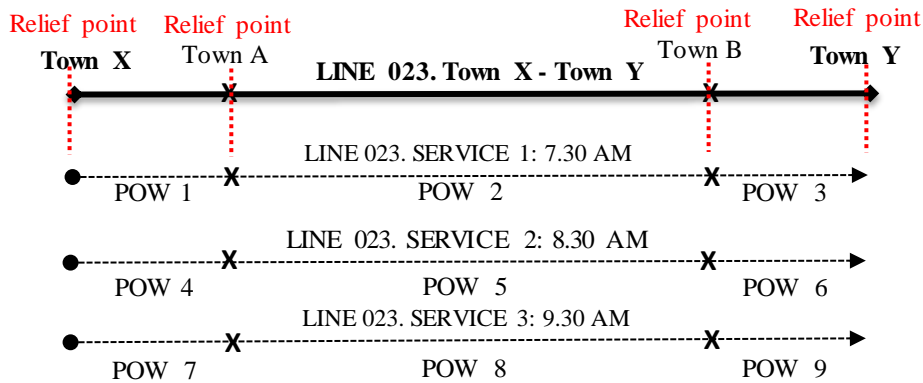 Relief point Relief point Relief point Relief point
Town X Town A Town B Town Y
LINE 023. Town X - Town Y
X X
LINE 023. SERVICE 1: 7.30 AM
X X
POW 1 POW 2 POW 3
LINE 023. SERVICE 2: 8.30 AM
X X
POW 4 POW 5 POW 6
LINE 023. SERVICE 3: 9.30 AM
X X
POW 7 POW 8 POW 9